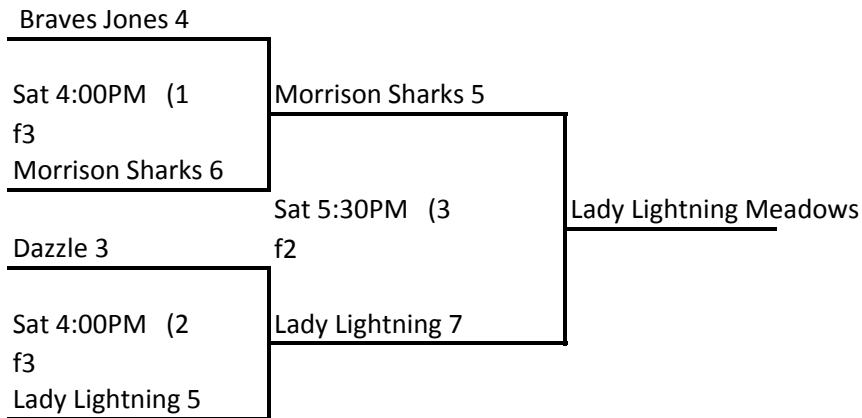 Braves Jones 4
Sat 4:00PM (1
f3
Morrison Sharks 5
Morrison Sharks 6
Sat 5:30PM (3
f2
Lady Lightning Meadows
Dazzle 3
Sat 4:00PM (2
f3
Lady Lightning 7
Lady Lightning 5